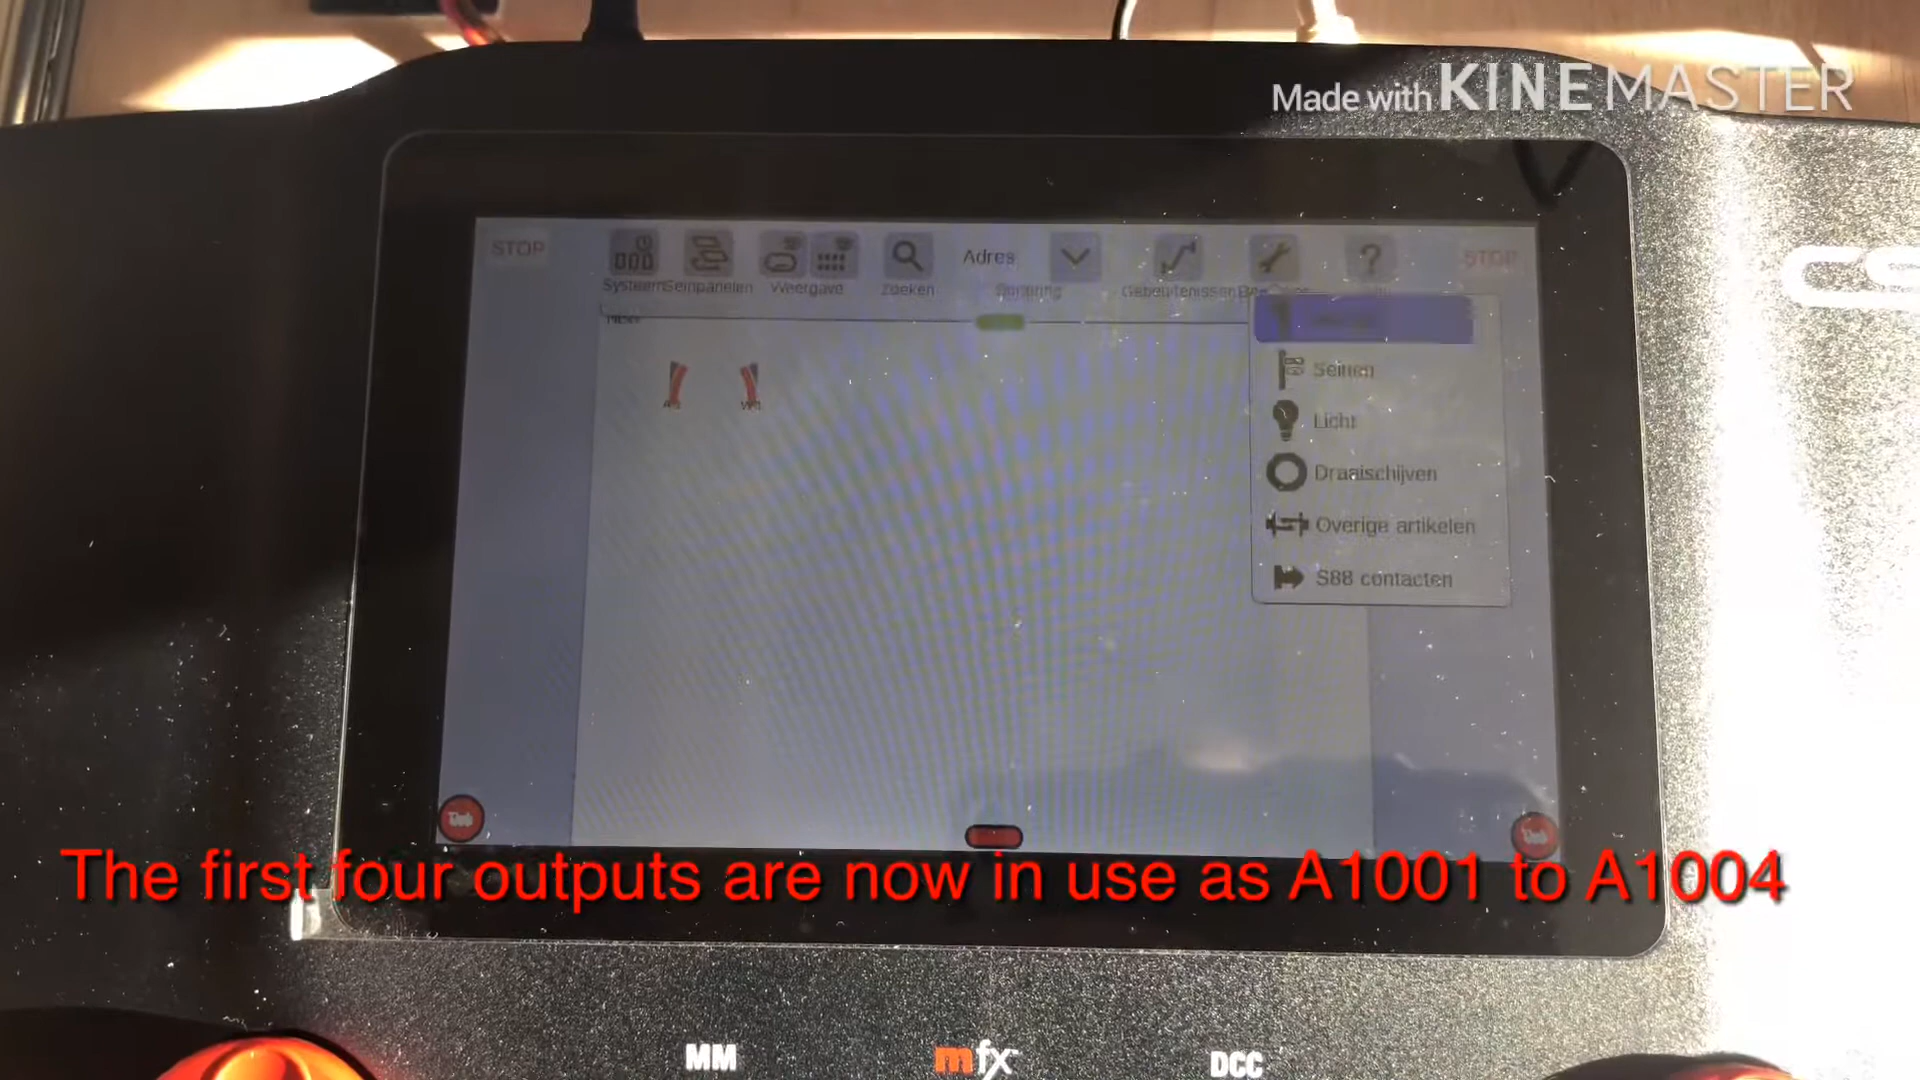 Made with KINEMASTER
STOP
Systeem
Seinpanelen
Weergave
Zoeken
Adres
Gebeurtenissen
STOP
Seinen
Licht
Draaischijven
Overige artikelen
S88 contacten
The first four outputs are now in use as A1001 to A1004
MM
mfx
DCC